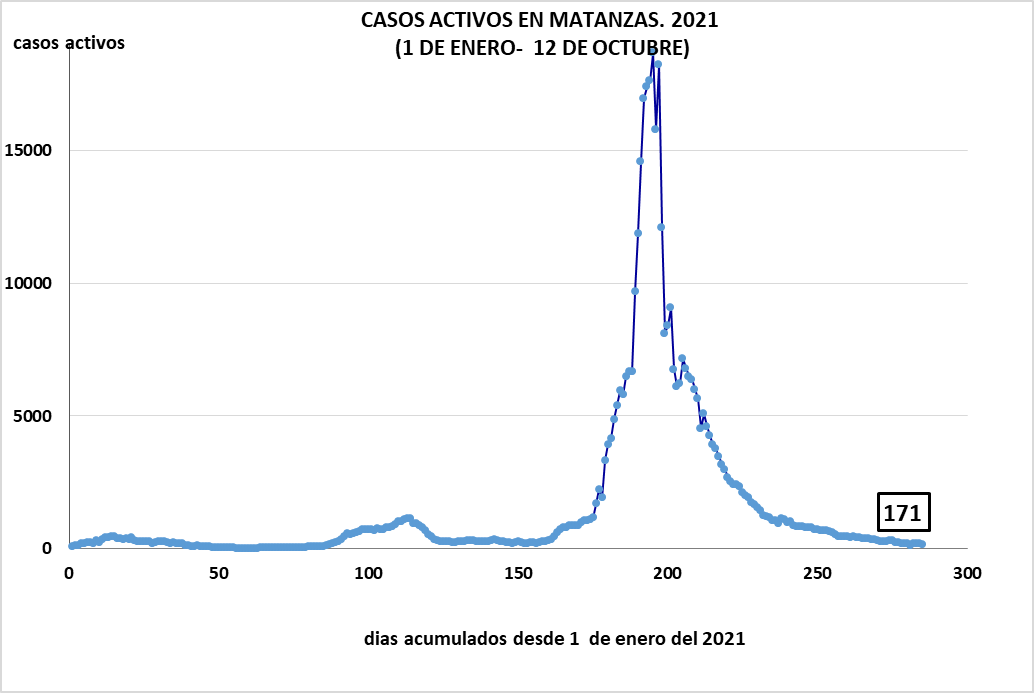 CASOS ACTIVOS EN MATANZAS. 2021
(1 DE ENERO- 12 DE OCTUBRE)
casos activos
15000
10000
5000
171
0
0 50 100 150 200 250 300
dias acumulados desde 1 de enero del 2021